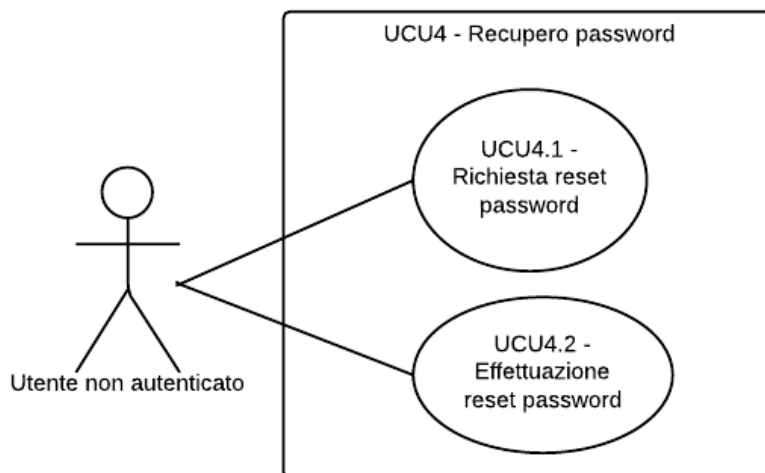 UCU4 - Recupero password
UCU4.1 -
Richiesta reset
password
UCU4.2 -
Effettuazione
reset password
Utente non autenticato